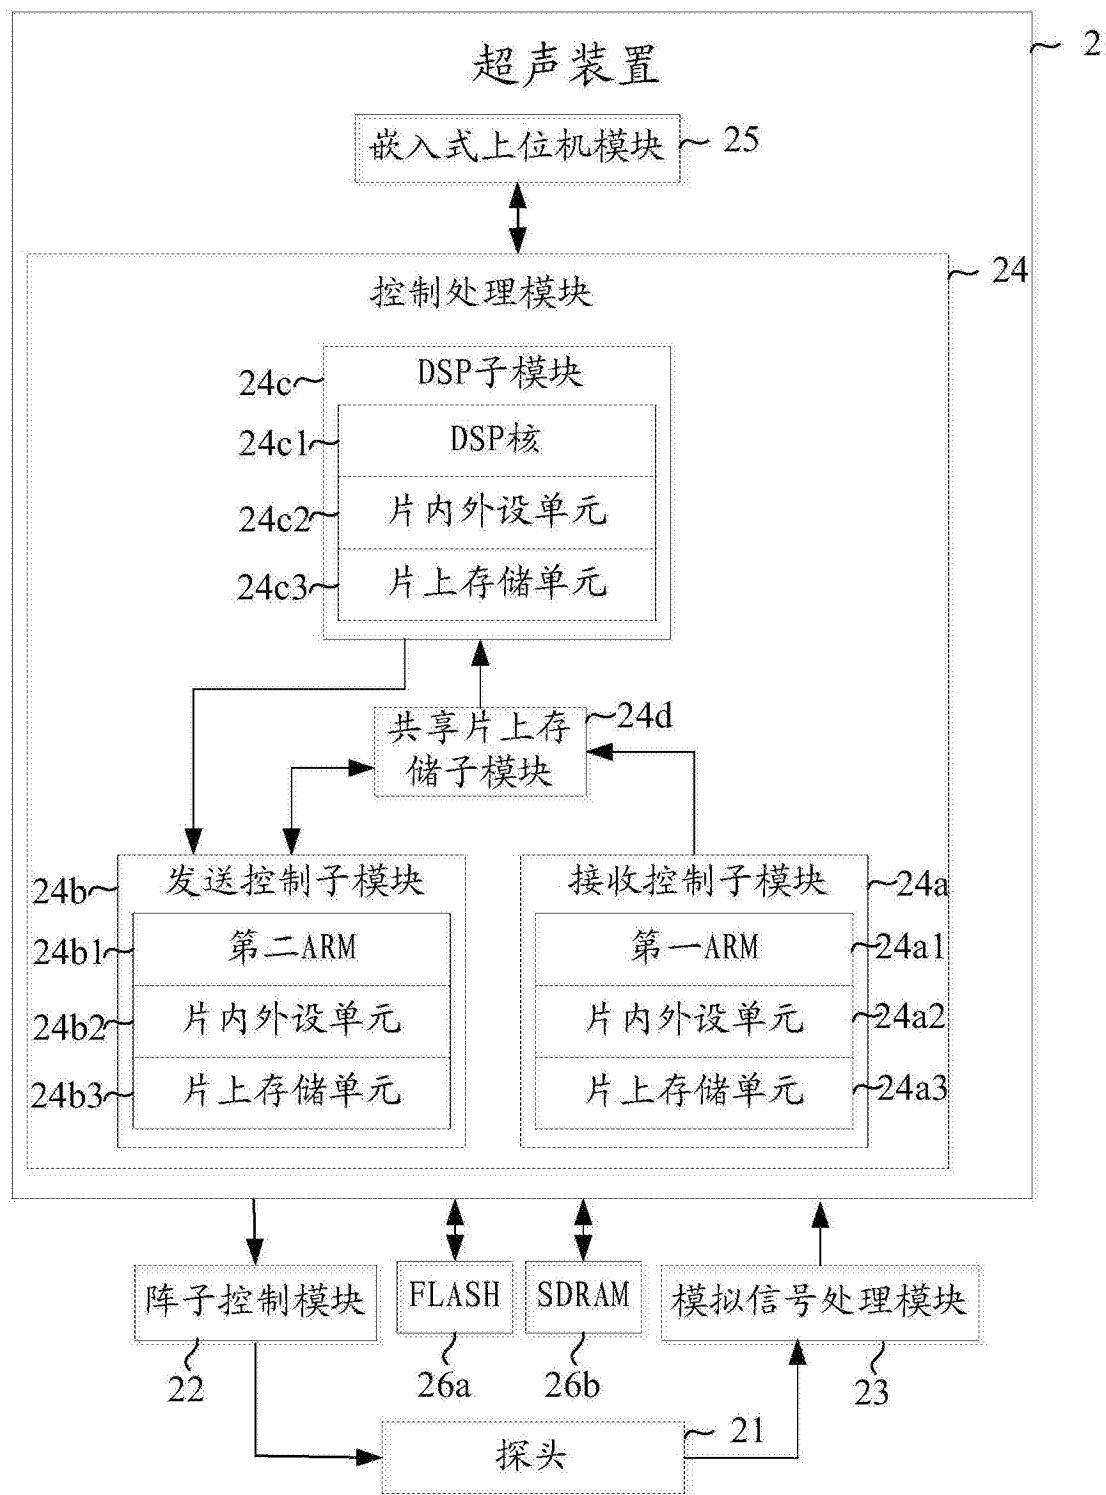 2
超声装置
嵌入式上位机模块
25
24
控制处理模块
24c
DSP子模块
24c1
DSP核
24c2
片内外设单元
24c3
片上存储单元
共享片上存
储子模块
24d
24b
发送控制子模块
24b1
第二ARM
24b2
片内外设单元
24b3
片上存储单元
接收控制子模块
24a
第一ARM
24a1
片内外设单元
24a2
片上存储单元
24a3
阵子控制模块
22
FLASH
26a
SDRAM
26b
模拟信号处理模块
23
探头
21